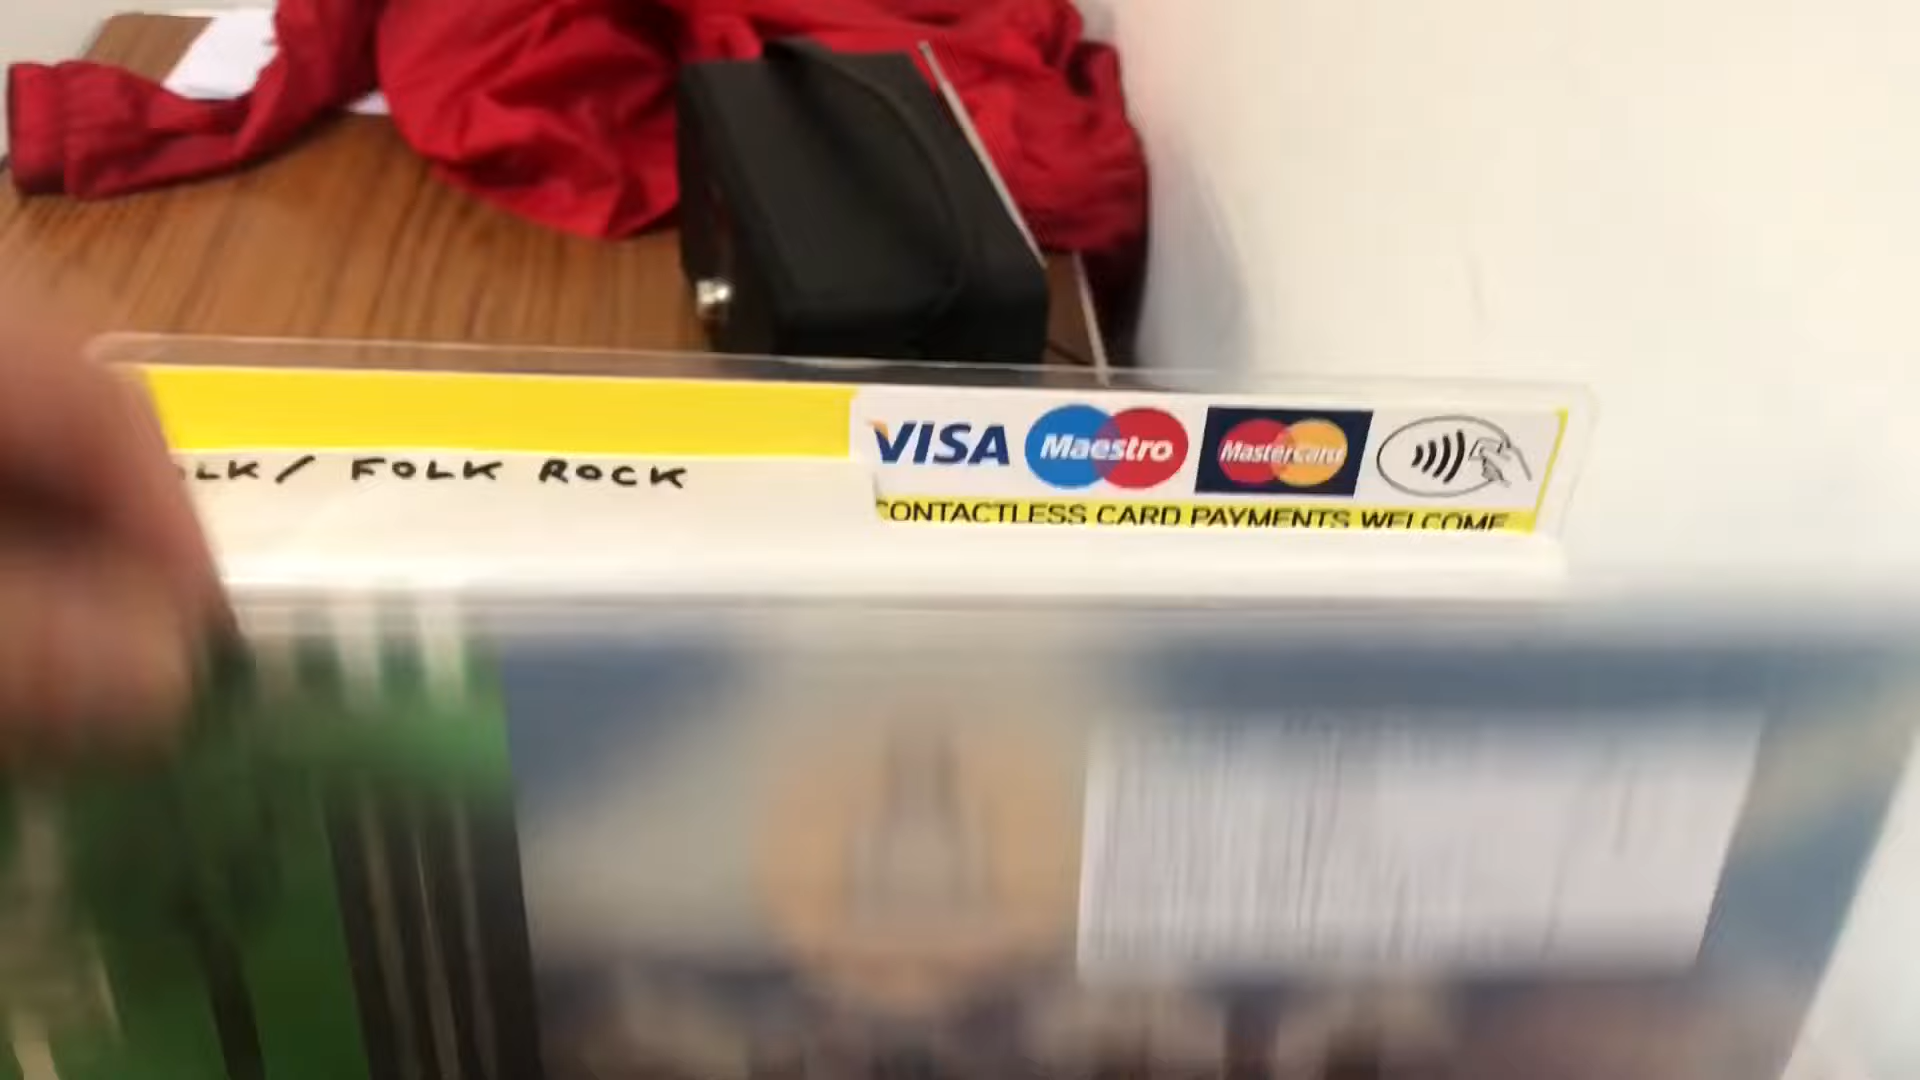 LK / FOLK ROCK
VISA Maestro MasterCard
CONTACTLESS CARD PAYMENTS WELCOME